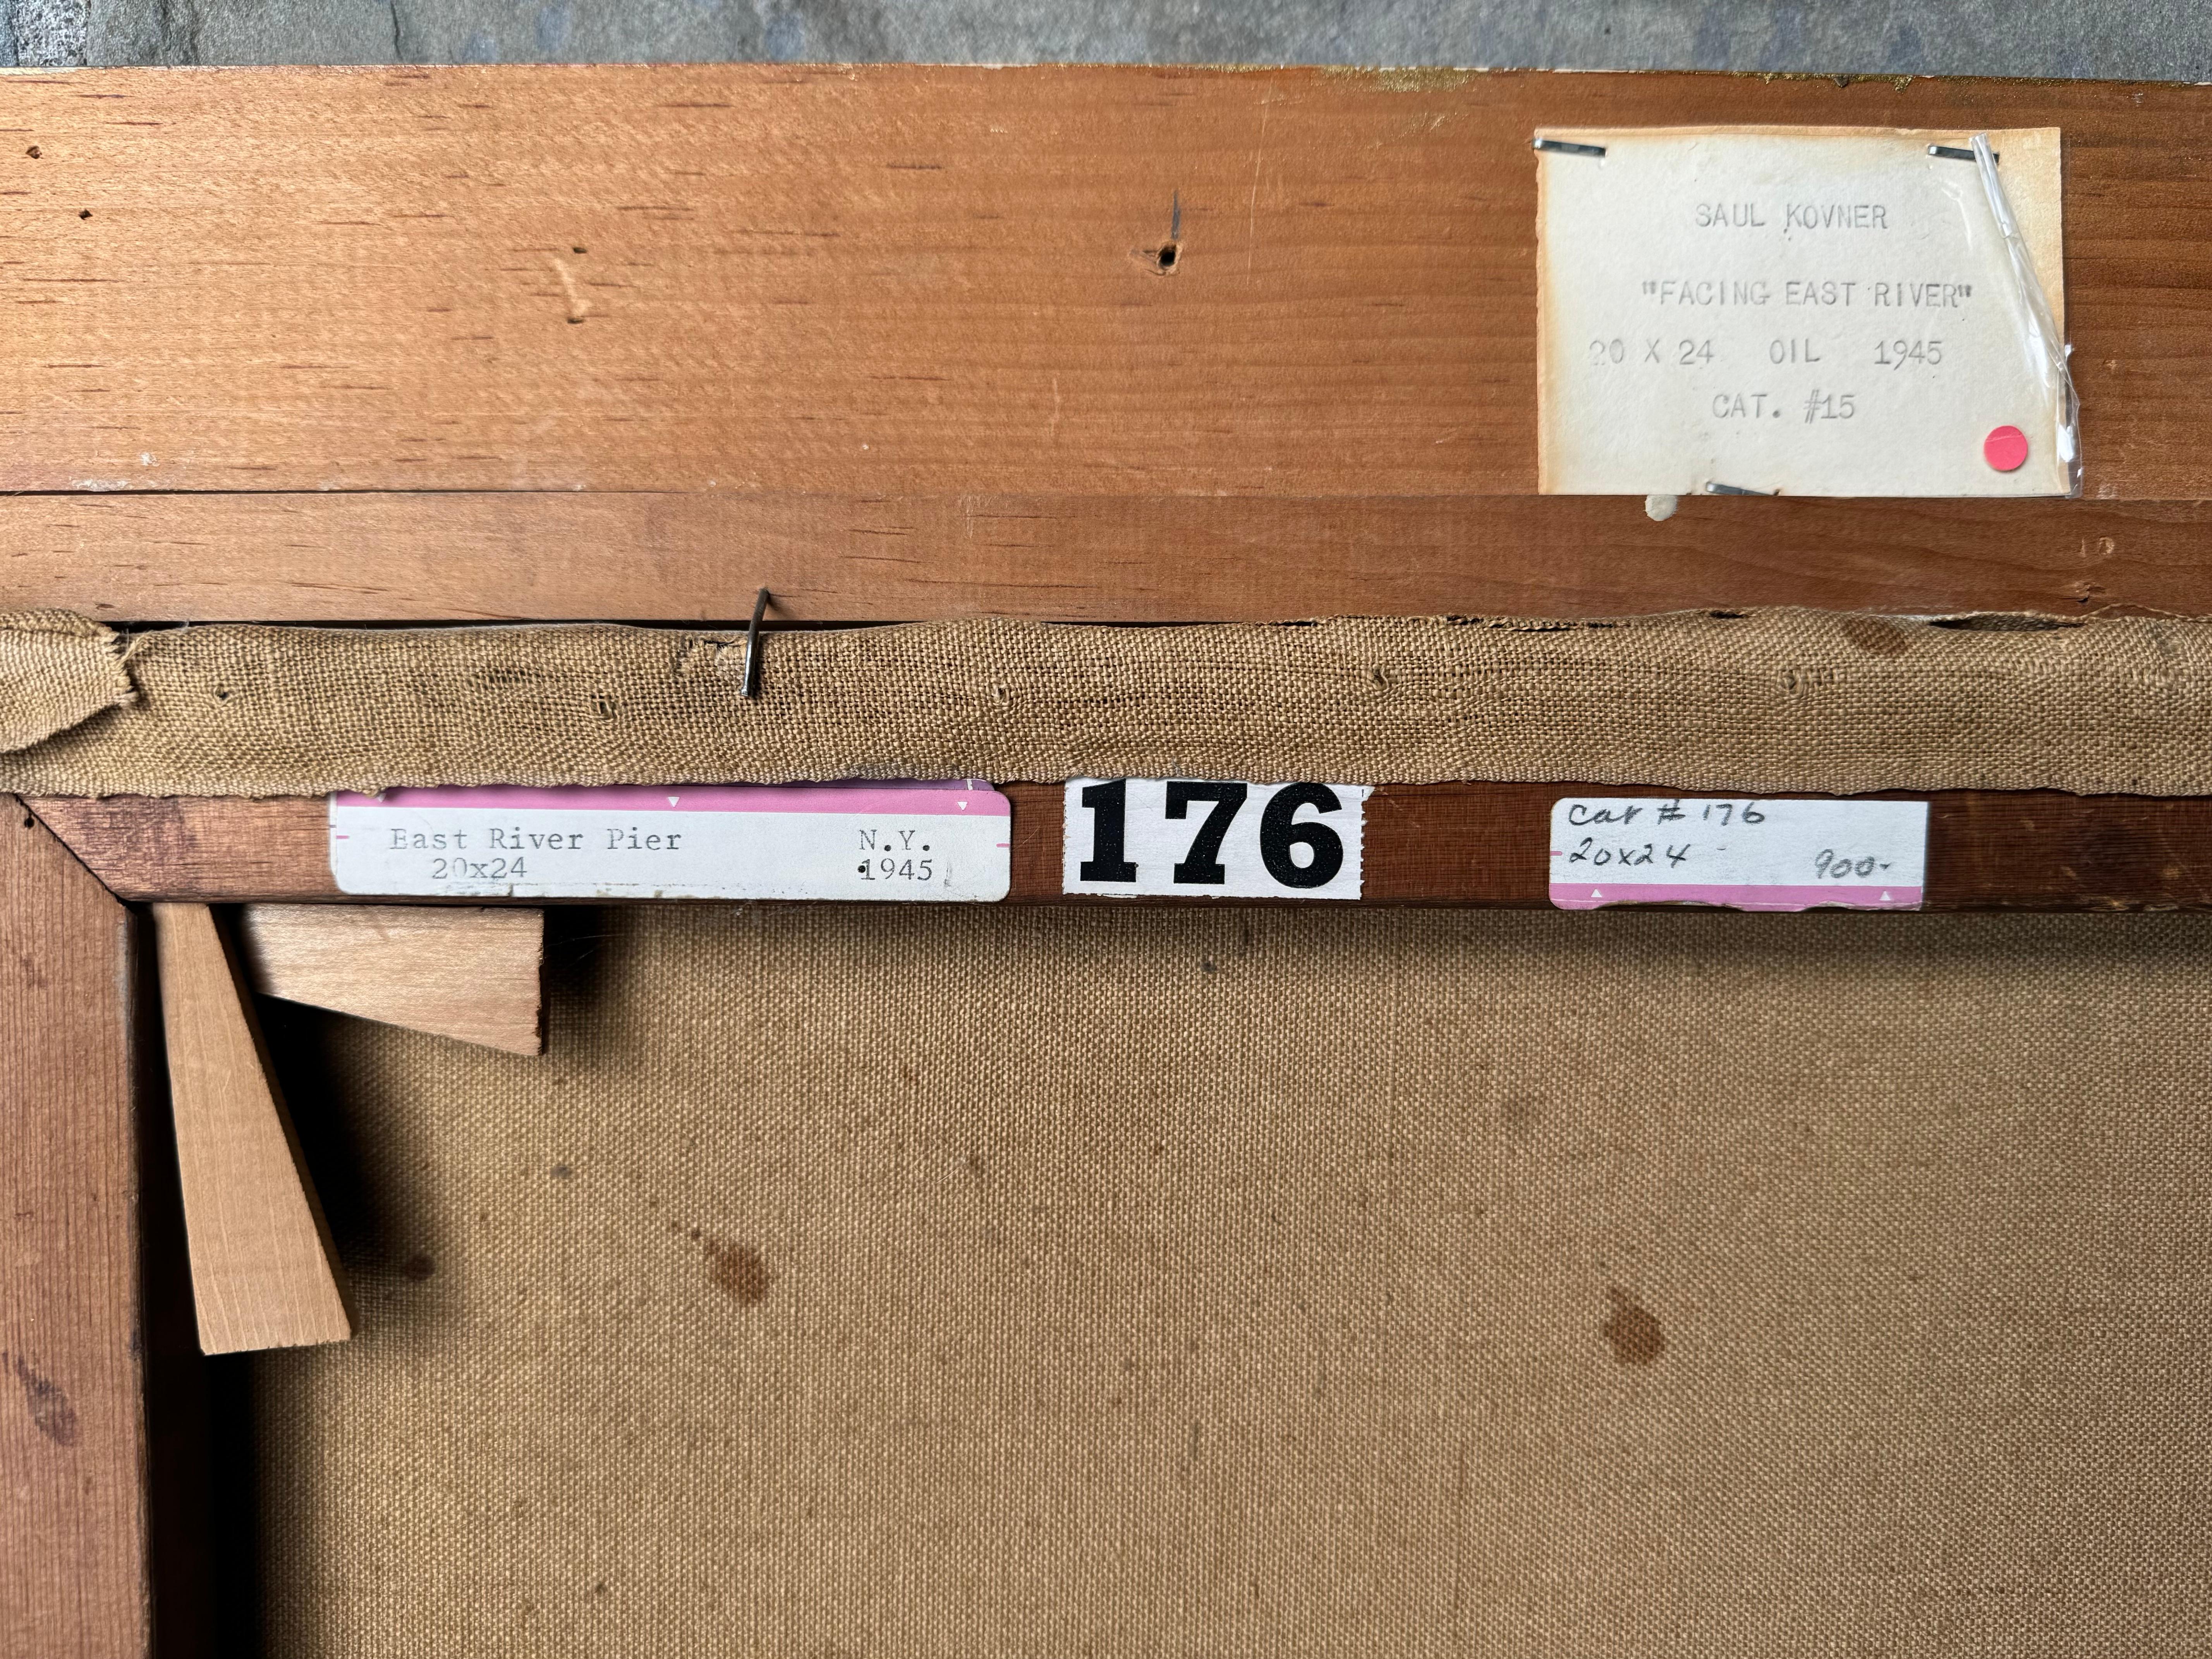 SAUL KOVNER
"FACING EAST RIVER"
20 X 24 OIL 1945
CAT. #15
East River Pier N.Y.
20x24 1945
176
Cat # 176
20x24 900-